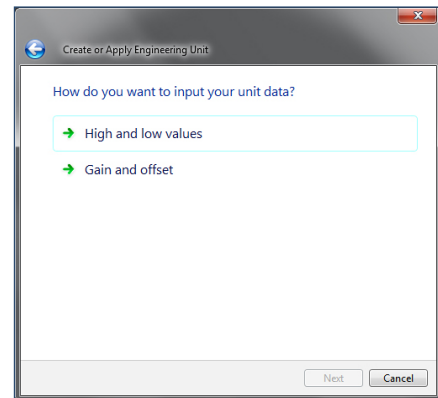 Create or Apply Engineering Unit
How do you want to input your unit data?
High and low values
Gain and offset
Next
Cancel